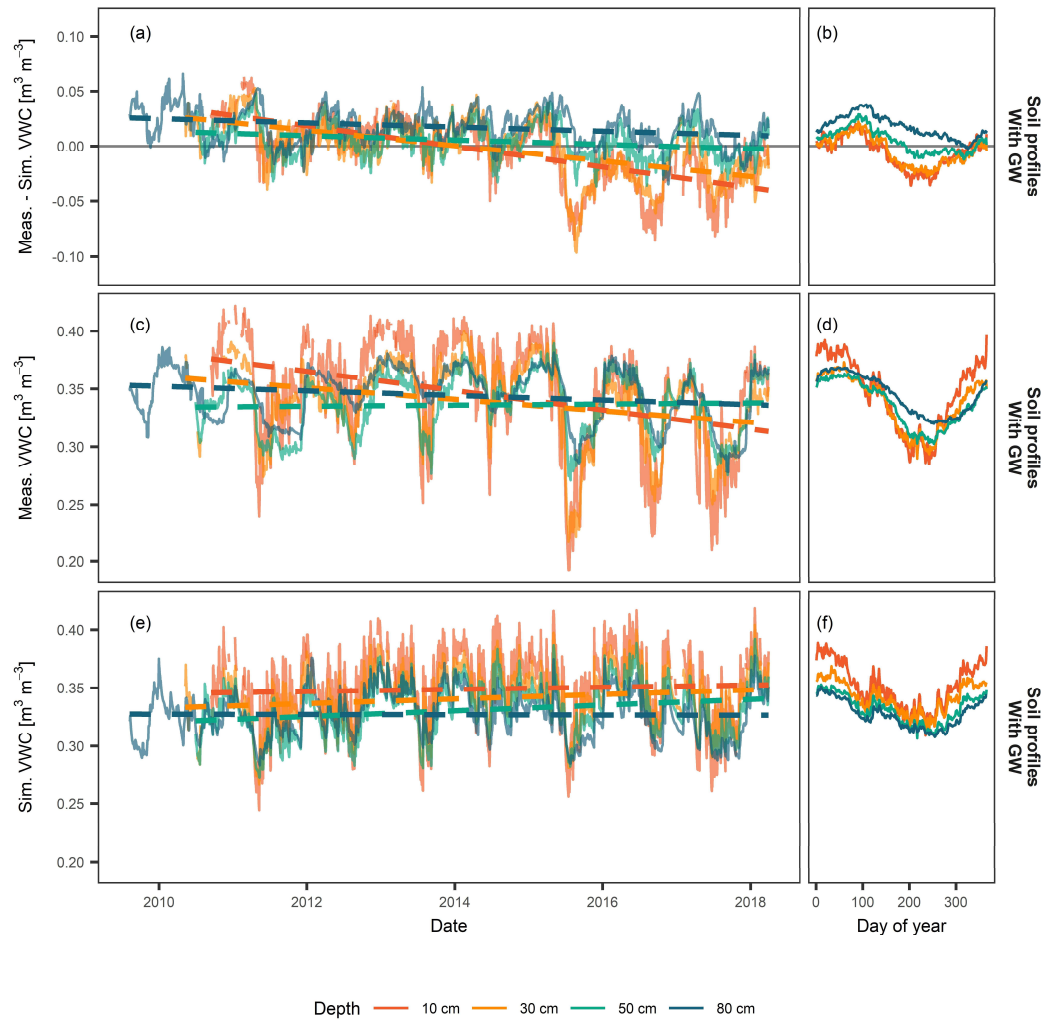 (a)
(b)
0.10
0.05
0.00
-0.05
-0.10
Meas. - Sim. VWC [m³ m⁻³]
Soil profiles
With GW
(c)
(d)
0.40
0.35
0.30
0.25
0.20
Meas. VWC [m³ m⁻³]
Soil profiles
With GW
(e)
(f)
0.40
0.35
0.30
0.25
0.20
Sim. VWC [m³ m⁻³]
Soil profiles
With GW
2010 2012 2014 2016 2018
0 100 200 300
Date
Day of year
Depth 10 cm 30 cm 50 cm 80 cm